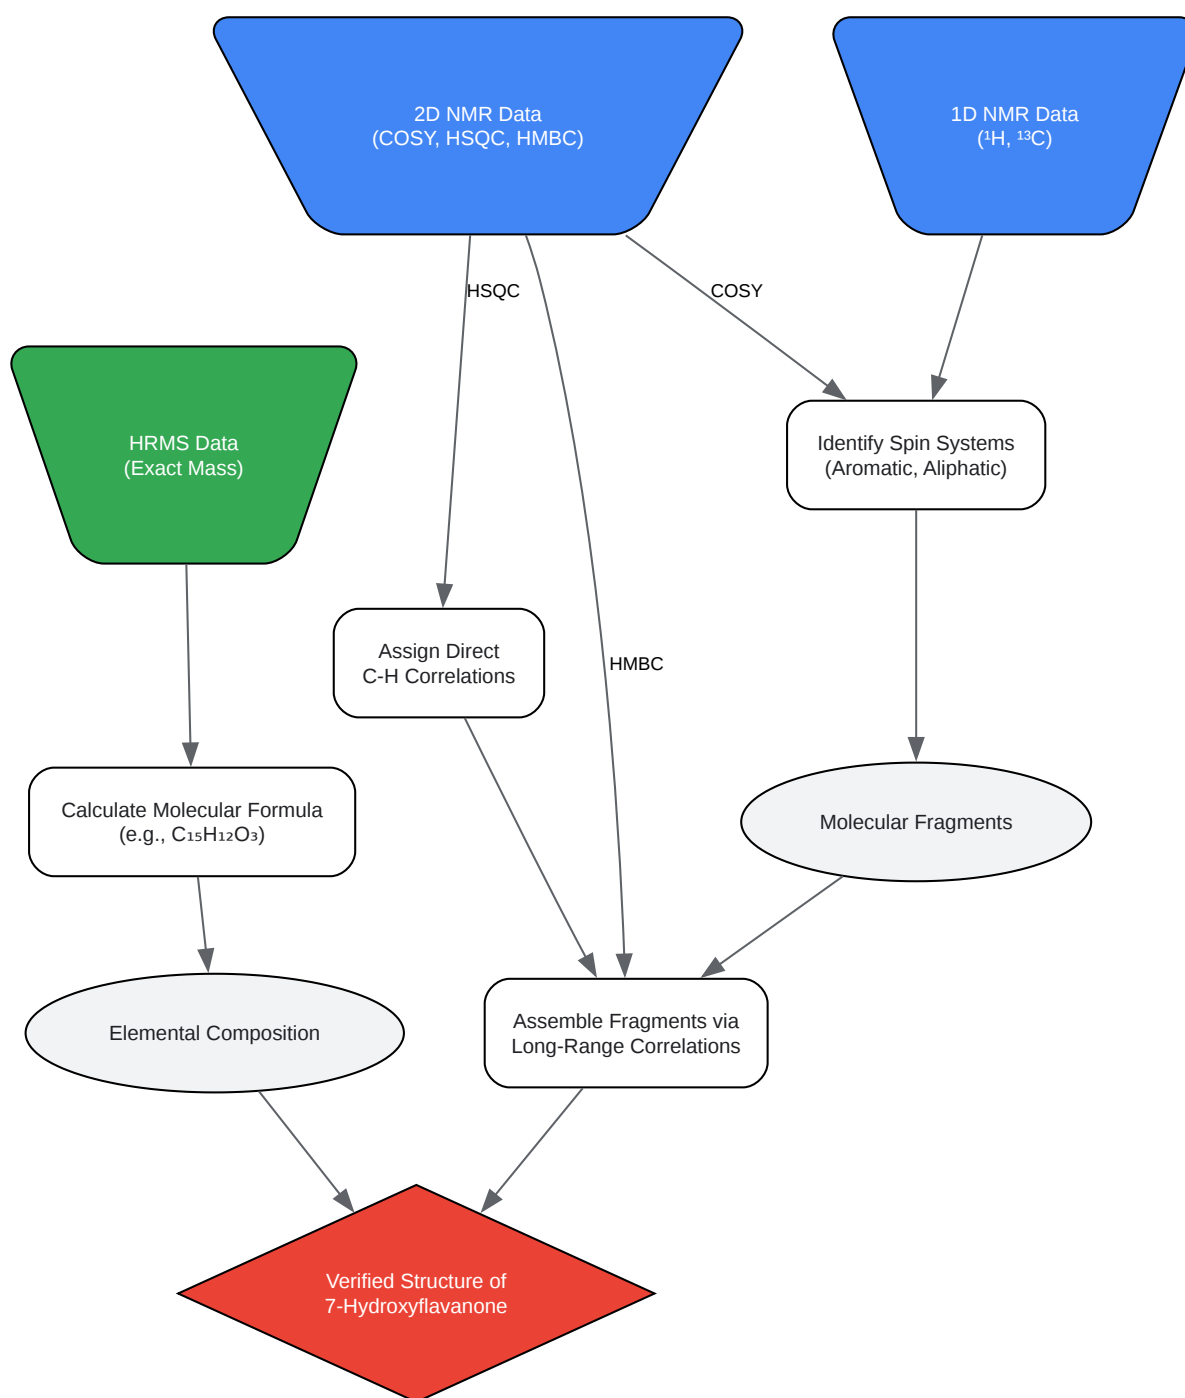 2D NMR Data
(COSY, HSQC, HMBC)
1D NMR Data
(¹H, ¹³C)
HSQC
COSY
HRMS Data
(Exact Mass)
Identify Spin Systems
(Aromatic, Aliphatic)
Assign Direct
C-H Correlations
HMBC
Calculate Molecular Formula
(e.g., C₁₅H₁₂O₃)
Molecular Fragments
Elemental Composition
Assemble Fragments via
Long-Range Correlations
Verified Structure of
7-Hydroxyflavanone